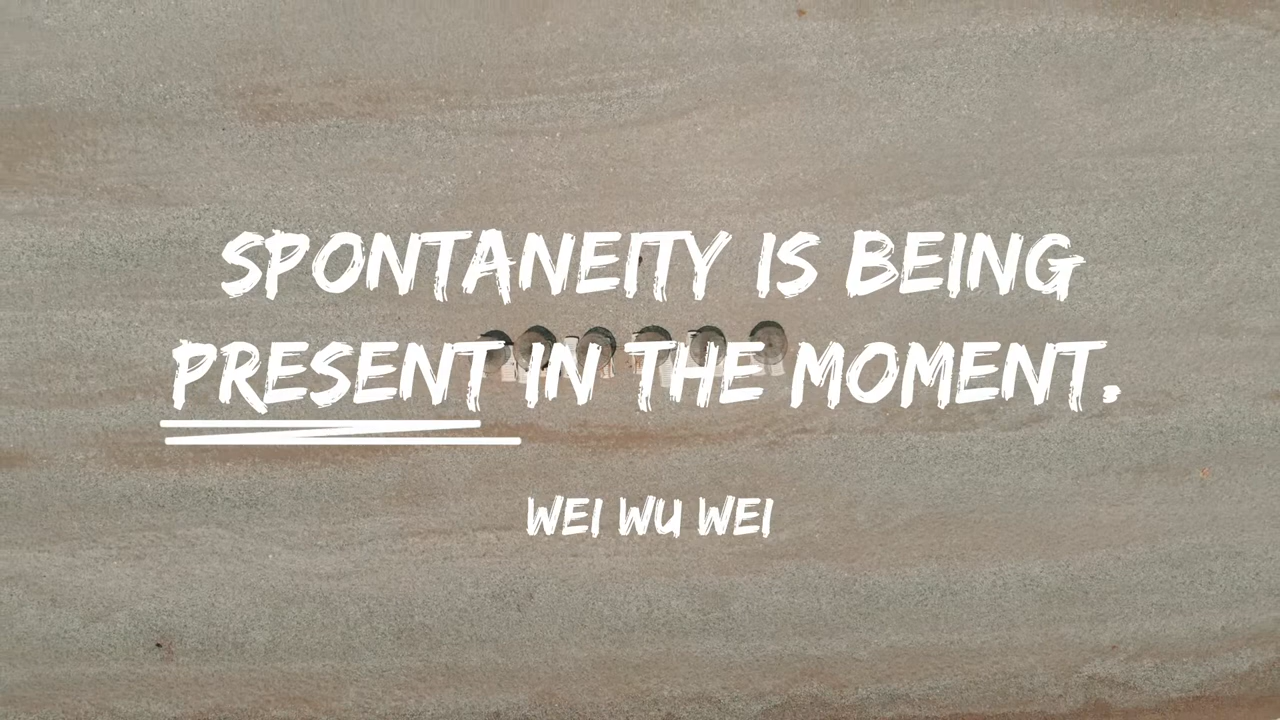 SPONTANEITY IS BEING
PRESENT IN THE MOMENT.
WEI WU WEI